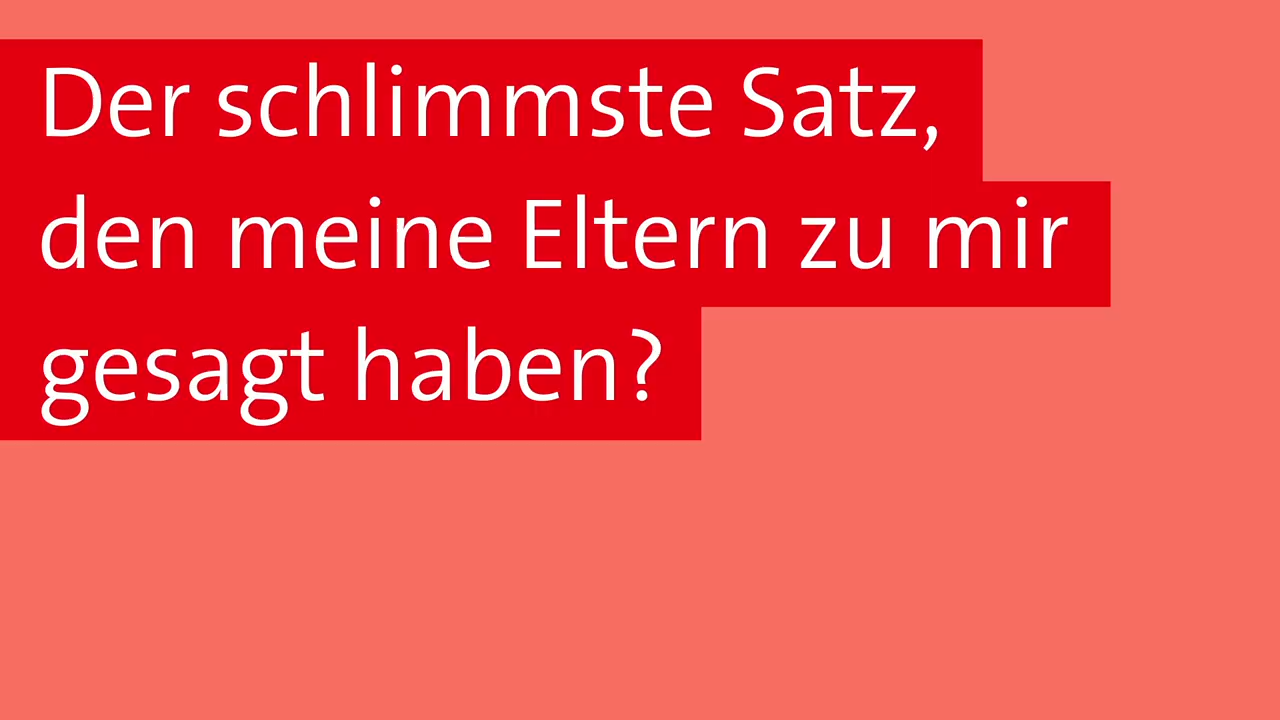 Der schlimmste Satz,
den meine Eltern zu mir
gesagt haben?